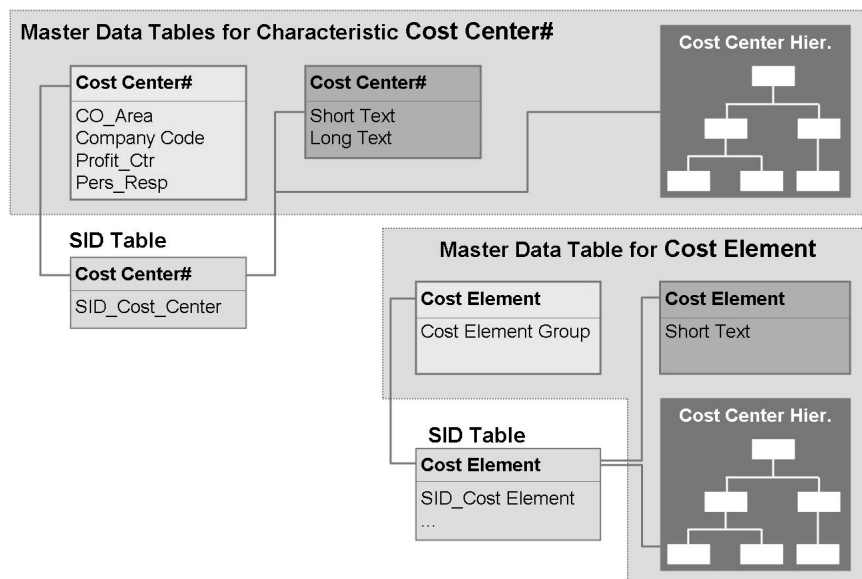 Master Data Tables for Characteristic Cost Center#
Cost Center#
CO_Area
Company Code
Profit_Ctr
Pers_Resp
Cost Center#
Short Text
Long Text
Cost Center Hier.
SID Table
Cost Center#
SID_Cost_Center
Master Data Table for Cost Element
Cost Element
Cost Element Group
Cost Element
Short Text
SID Table
Cost Element
SID_Cost Element
...
Cost Center Hier.